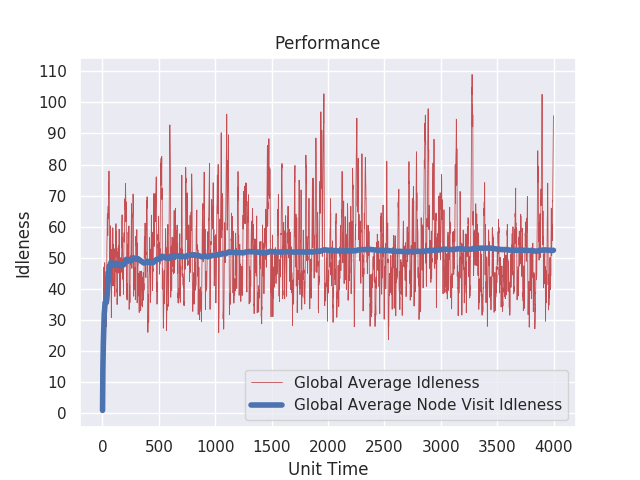 Performance
110
100
90
80
70
60
50
40
30
20
10
0
Idleness
Global Average Idleness
Global Average Node Visit Idleness
0 500 1000 1500 2000 2500 3000 3500 4000
Unit Time